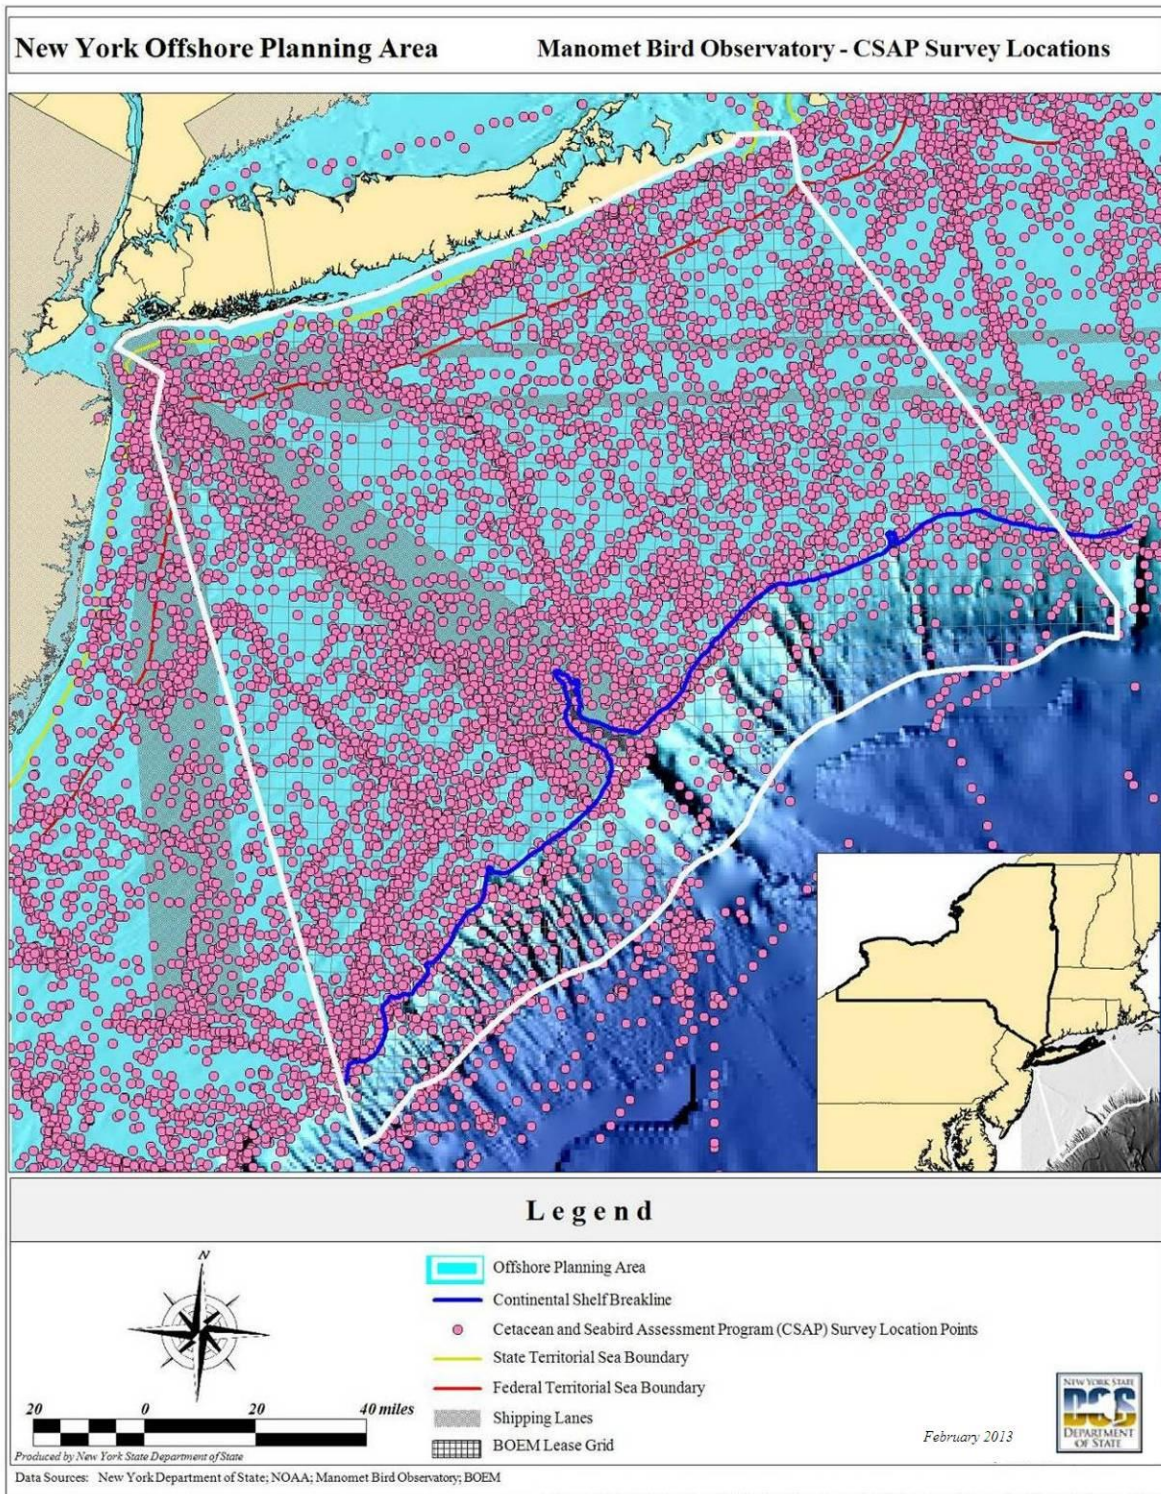 New York Offshore Planning Area
Manomet Bird Observatory - CSAP Survey Locations
Legend
N
Offshore Planning Area
Continental Shelf Breakline
Cetacean and Seabird Assessment Program (CSAP) Survey Location Points
State Territorial Sea Boundary
Federal Territorial Sea Boundary
Shipping Lanes
BOEM Lease Grid
20 0 20 40 miles
Produced by New York State Department of State
February 2013
NEW YORK STATE
DOS
DEPARTMENT
OF STATE
Data Sources: New York Department of State; NOAA; Manomet Bird Observatory; BOEM